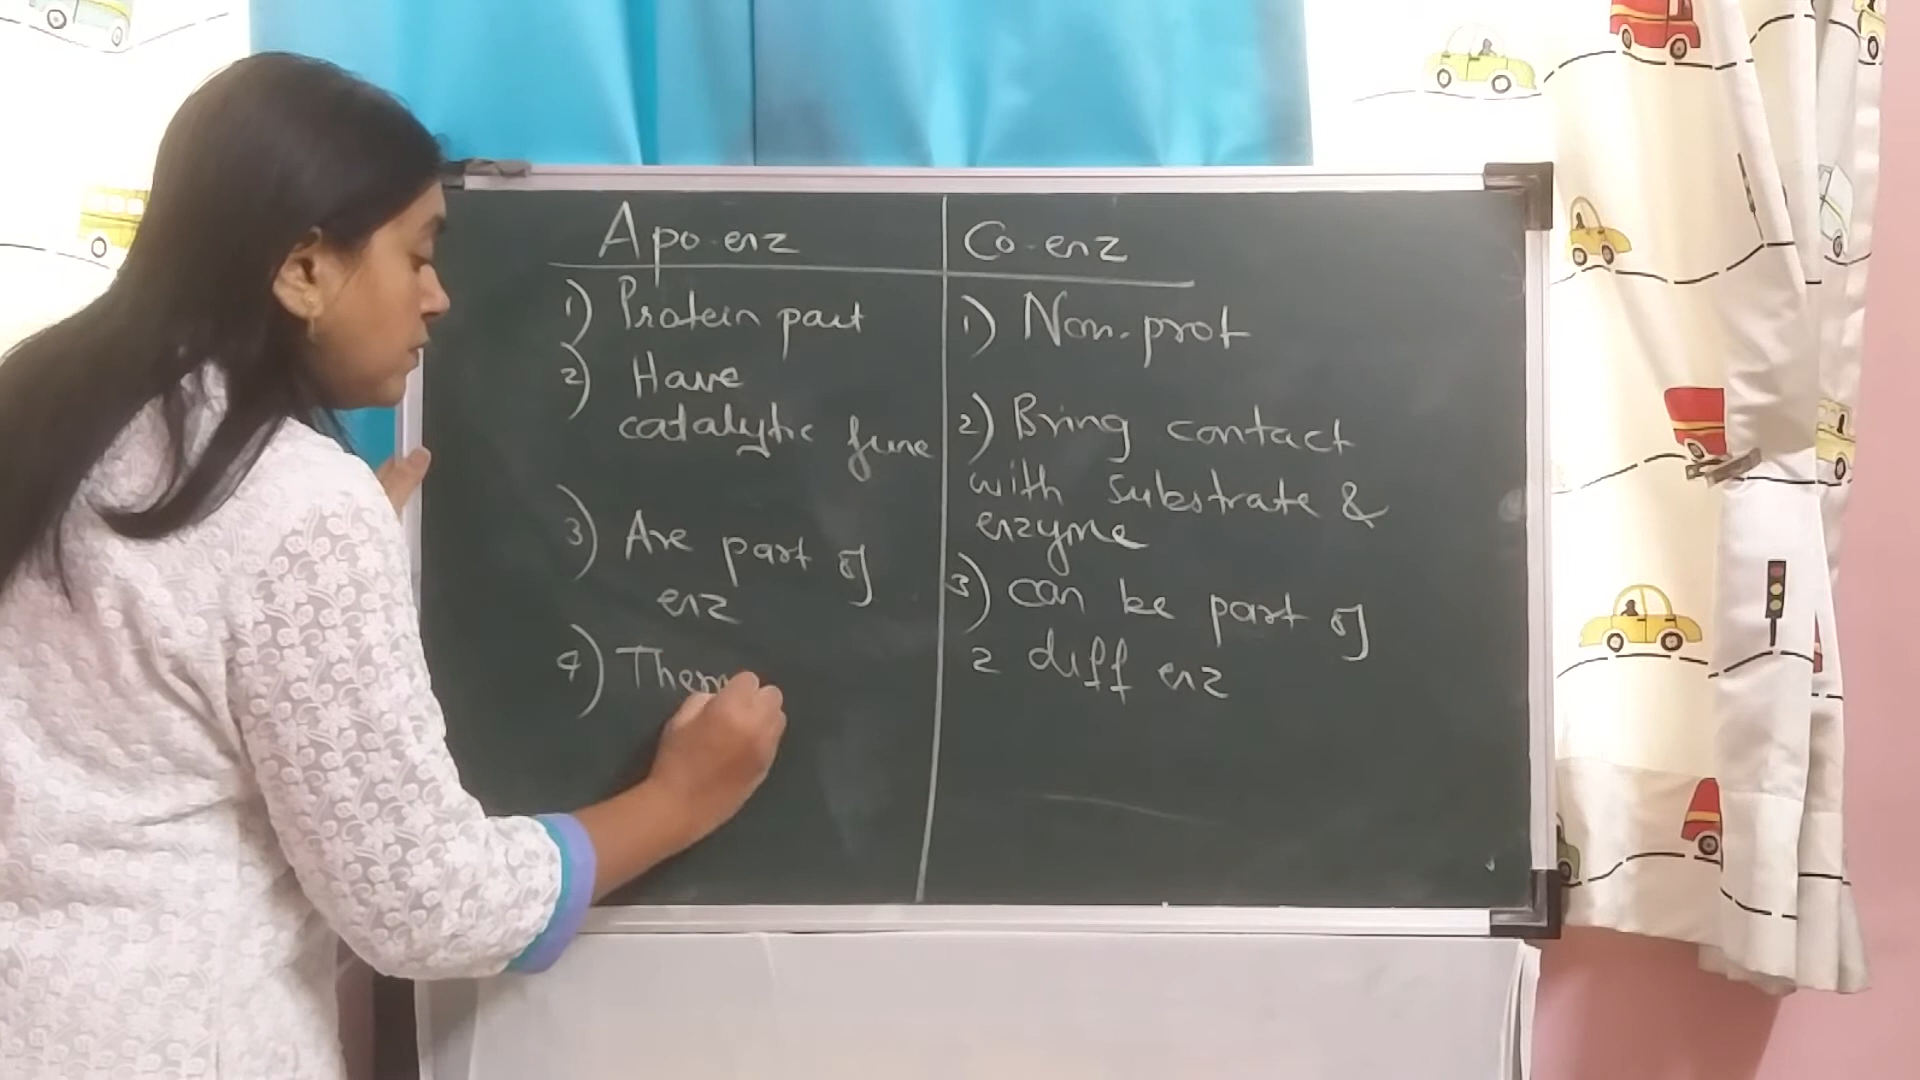 Apo-enz
1) Protein part
2) Have
catalytic func
3) Are part of
enz
4) Therm
Co-enz
1) Non-prot
2) Bring contact
with substrate &
enzyme
3) can be part of
2 diff enz